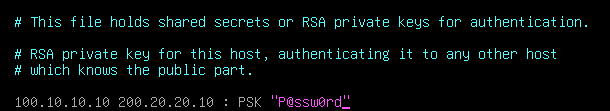 # This file holds shared secrets or RSA private keys for authentication.
# RSA private key for this host, authenticating it to any other host
# which knows the public part.
100.10.10.10 200.20.20.10 : PSK "P@ssw0rd"